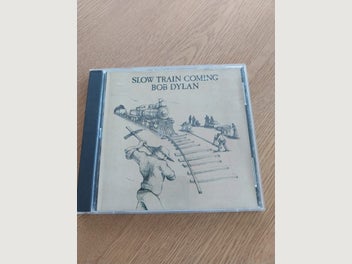 SLOW TRAIN COMING
BOB DYLAN